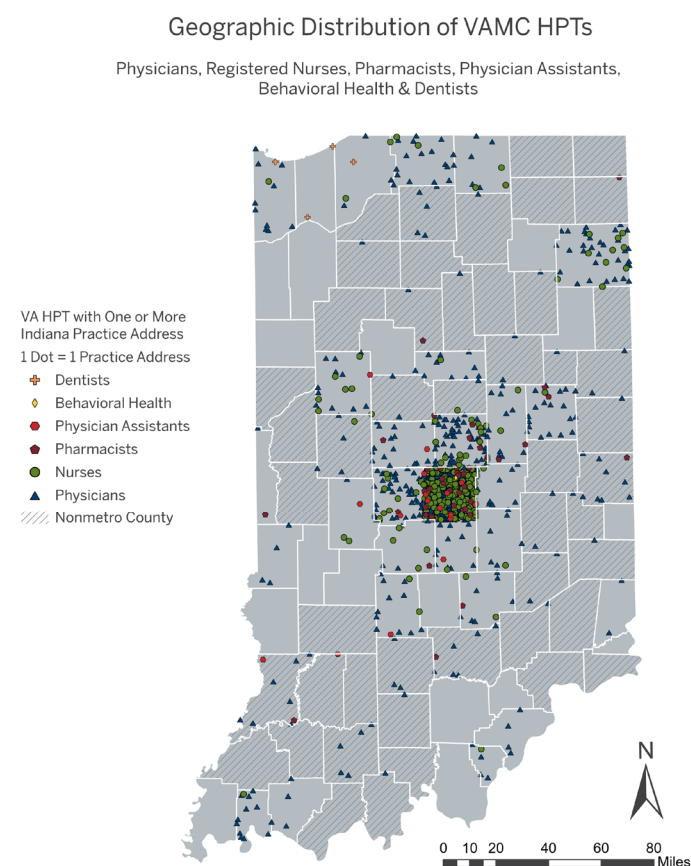 Geographic Distribution of VAMC HPTs
Physicians, Registered Nurses, Pharmacists, Physician Assistants,
Behavioral Health & Dentists
VA HPT with One or More
Indiana Practice Address
1 Dot = 1 Practice Address
Dentists
Behavioral Health
Physician Assistants
Pharmacists
Nurses
Physicians
Nonmetro County
N
0 10 20 40 60 80
Miles